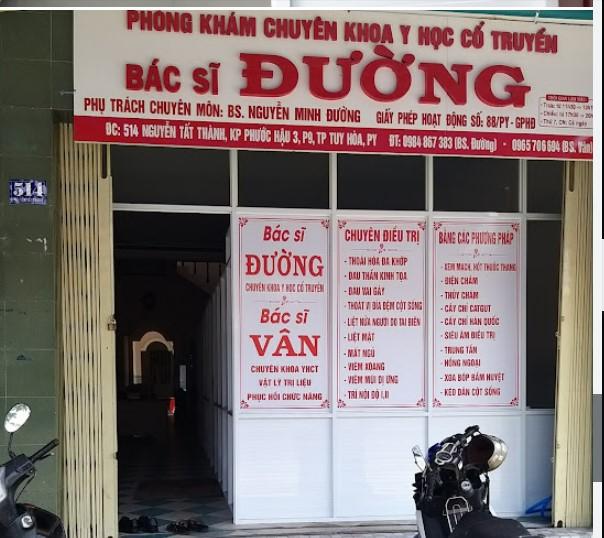 PHÒNG KHÁM CHUYÊN KHOA Y HỌC CỔ TRUYỀN
BÁC SĨ ĐƯỜNG
PHỤ TRÁCH CHUYÊN MÔN: BS. NGUYỄN MINH ĐƯỜNG GIẤY PHÉP HOẠT ĐỘNG SỐ: 88/PY-GPHĐ
ĐC: 514 NGUYỄN TẤT THÀNH, KP PHƯỚC HẬU 3, P9, TP TUY HÒA, PY ĐT: 0984 867 383 (BS. Đường) - 0965 706 694 (BS. Vân)
514
Bác sĩ
ĐƯỜNG
CHUYÊN KHOA Y HỌC CỔ TRUYỀN
Bác sĩ
VÂN
CHUYÊN KHOA YHCT
VẬT LÝ TRỊ LIỆU
PHỤC HỒI CHỨC NĂNG
CHUYÊN ĐIỀU TRỊ
- THOÁI HÓA ĐA KHỚP
- ĐAU THẦN KINH TỌA
- ĐAU VAI GÁY
- THOÁT VỊ ĐĨA ĐỆM CỘT SỐNG
- LIỆT NỬA NGƯỜI DO TAI BIẾN
- LIỆT MẶT
- MẤT NGỦ
- VIÊM XOANG
- VIÊM MŨI DỊ ỨNG
- TRĨ NỘI ĐỘ I,II
BẰNG CÁC PHƯƠNG PHÁP
- XEM MẠCH, HỐT THUỐC THANG
- ĐIỆN CHÂM
- THỦY CHÂM
- CẤY CHỈ CATGUT
- CẤY CHỈ HÀN QUỐC
- SIÊU ÂM ĐIỀU TRỊ
- TRUNG TẦN
- HỒNG NGOẠI
- XOA BÓP BẤM HUYỆT
- KÉO DÃN CỘT SỐNG